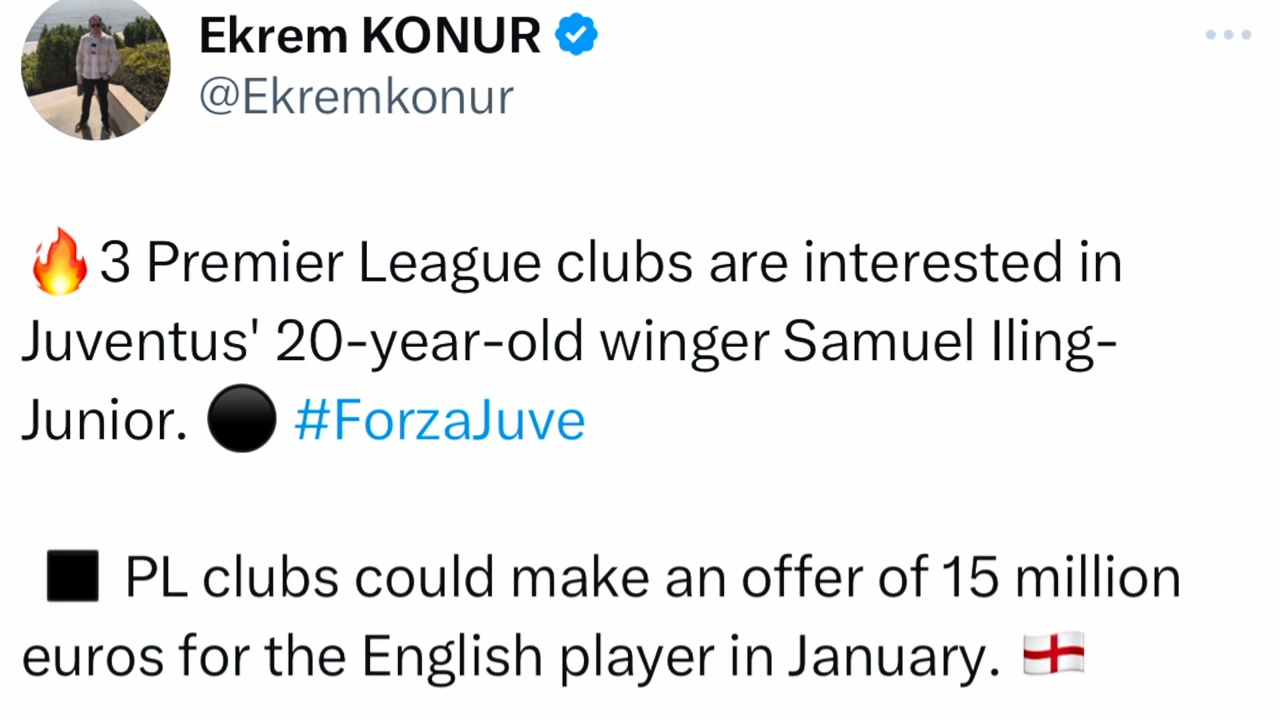 Ekrem KONUR
@Ekremkonur
🔥3 Premier League clubs are interested in
Juventus' 20-year-old winger Samuel Iling-
Junior. ⚫ #ForzaJuve
⬛ PL clubs could make an offer of 15 million
euros for the English player in January. 🏴󠁧󠁢󠁥󠁮󠁧󠁿